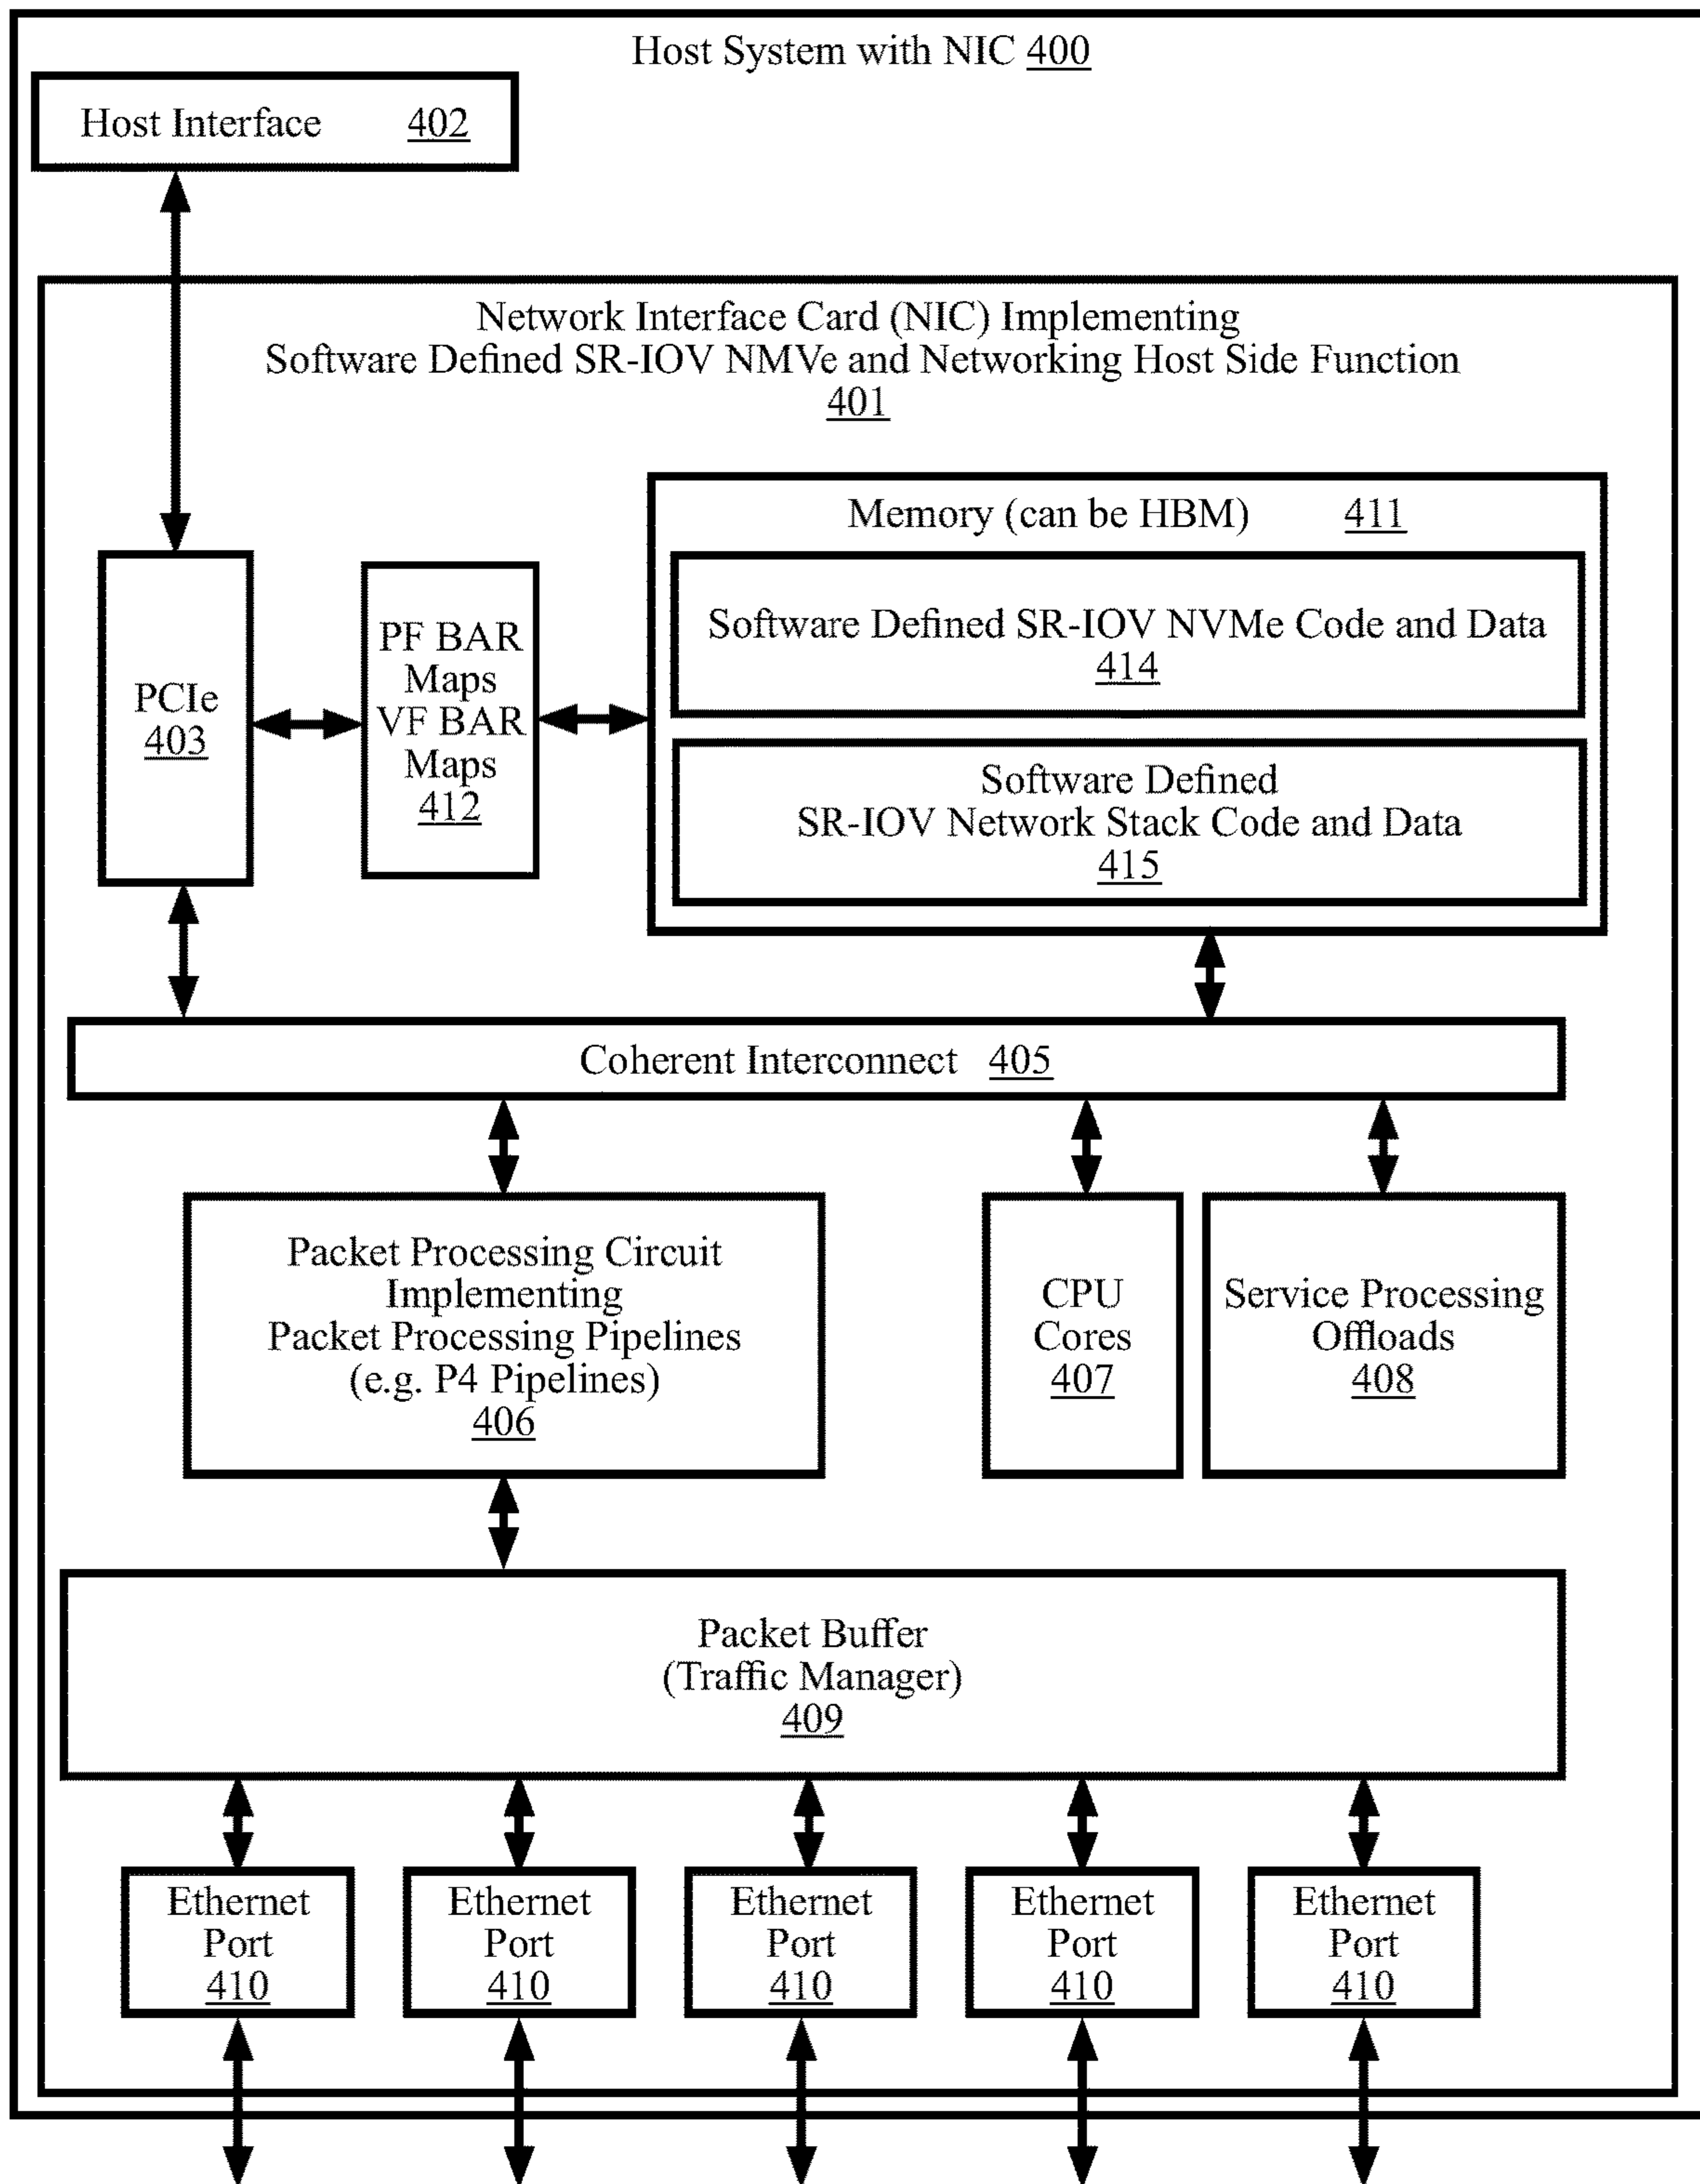 Host System with NIC 400
Host Interface 402
Network Interface Card (NIC) Implementing
Software Defined SR-IOV NMVe and Networking Host Side Function
401
Memory (can be HBM) 411
Software Defined SR-IOV NVMe Code and Data
414
Software Defined
SR-IOV Network Stack Code and Data
415
PCIe
403
PF BAR
Maps
VF BAR
Maps
412
Coherent Interconnect 405
Packet Processing Circuit
Implementing
Packet Processing Pipelines
(e.g. P4 Pipelines)
406
CPU
Cores
407
Service Processing
Offloads
408
Packet Buffer
(Traffic Manager)
409
Ethernet
Port
410
Ethernet
Port
410
Ethernet
Port
410
Ethernet
Port
410
Ethernet
Port
410